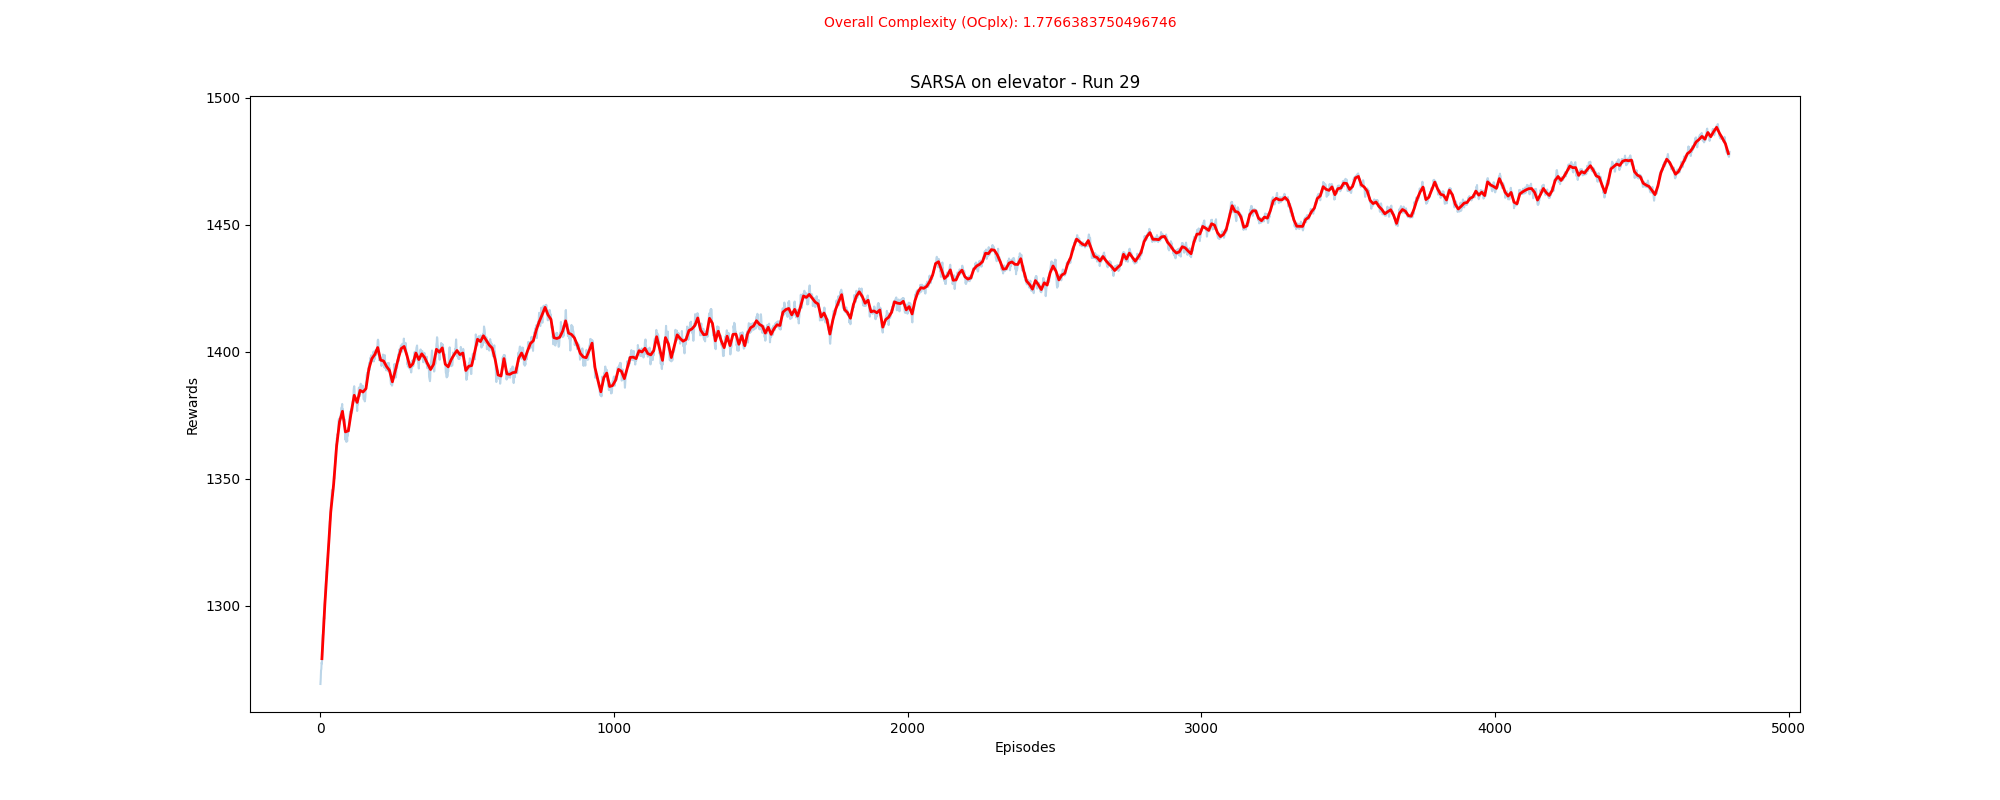 Overall Complexity (OCplx): 1.7766383750496746
SARSA on elevator - Run 29
1500
1450
1400
1350
1300
Rewards
0 1000 2000 3000 4000 5000
Episodes